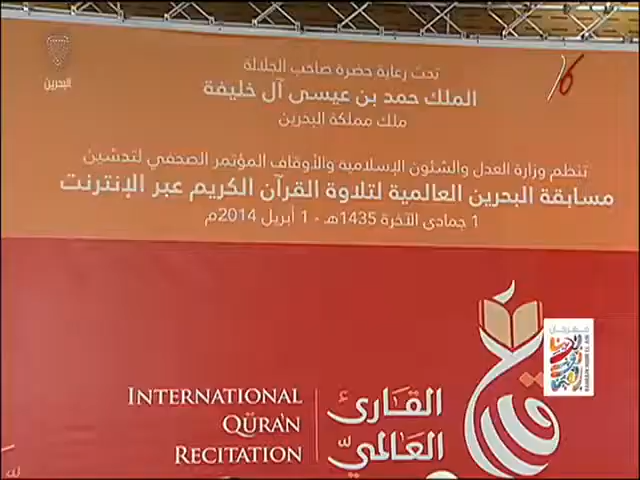 البحرين
تحت رعاية حضرة صاحب الجلالة
الملك حمد بن عيسى آل خليفة
ملك مملكة البحرين
تنظم وزارة العدل والشئون الإسلامية والأوقاف المؤتمر الصحفي لتدشين
مسابقة البحرين العالمية لتلاوة القرآن الكريم عبر الإنترنت
1 جمادى الآخرة 1435هـ - 1 أبريل 2014م
مهرجان
INTERNATIONAL
QŪRA'N
RECITATION
القارئ
العالميّ